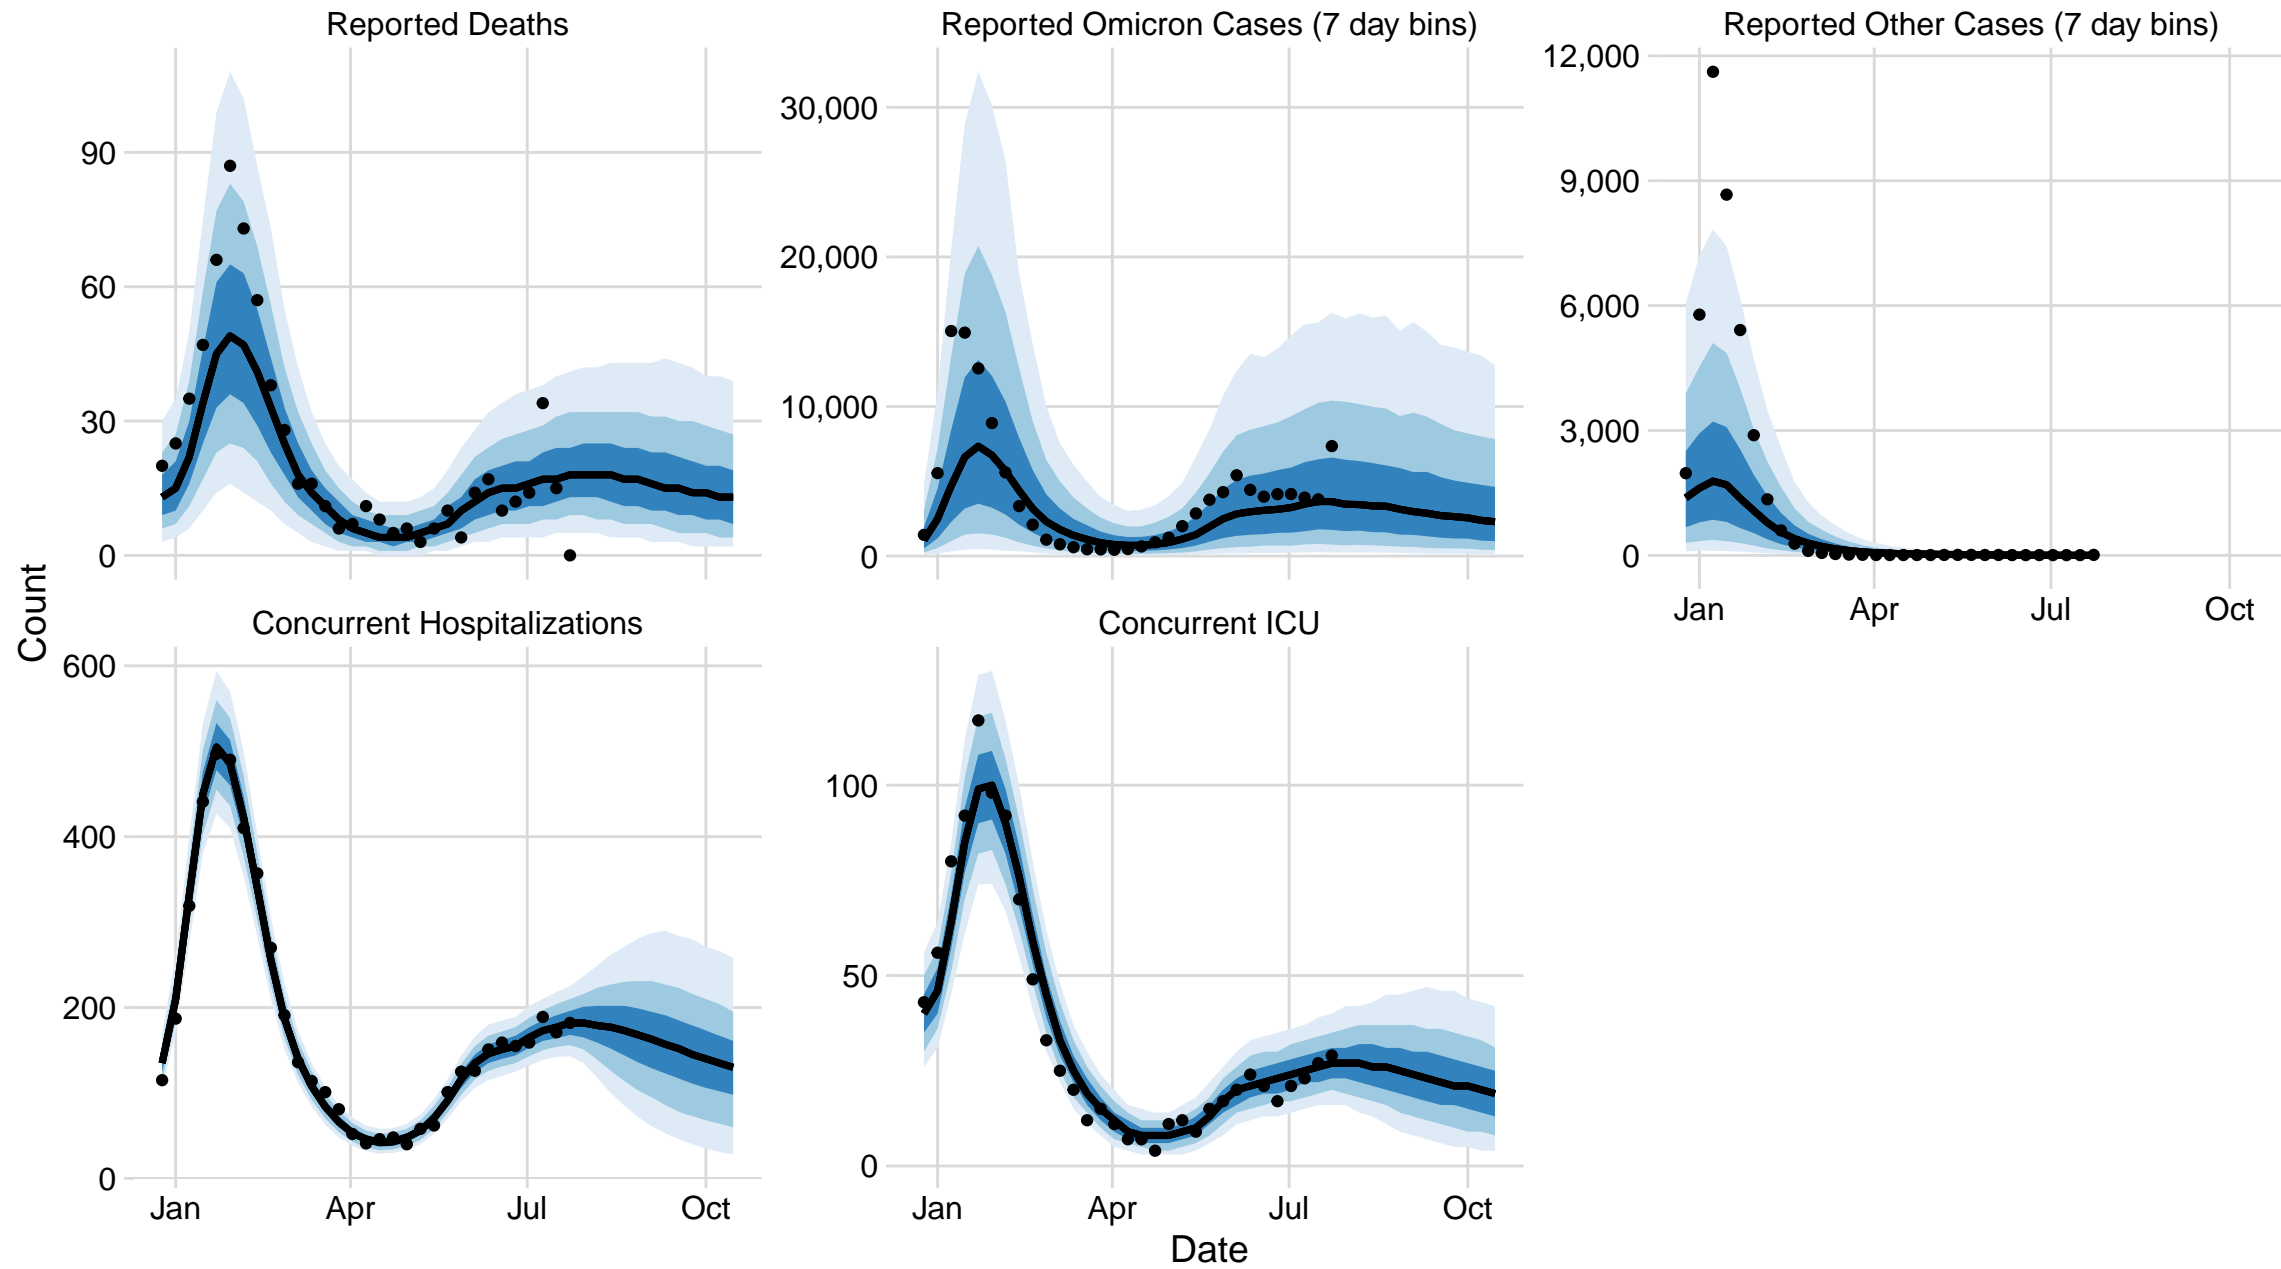 Reported Deaths
Reported Omicron Cases (7 day bins)
Reported Other Cases (7 day bins)
90
60
30
0
30,000
20,000
10,000
0
12,000
9,000
6,000
3,000
0
Jan Apr Jul Oct
Count
Concurrent Hospitalizations
Concurrent ICU
600
400
200
0
100
50
0
Jan Apr Jul Oct
Jan Apr Jul Oct
Date